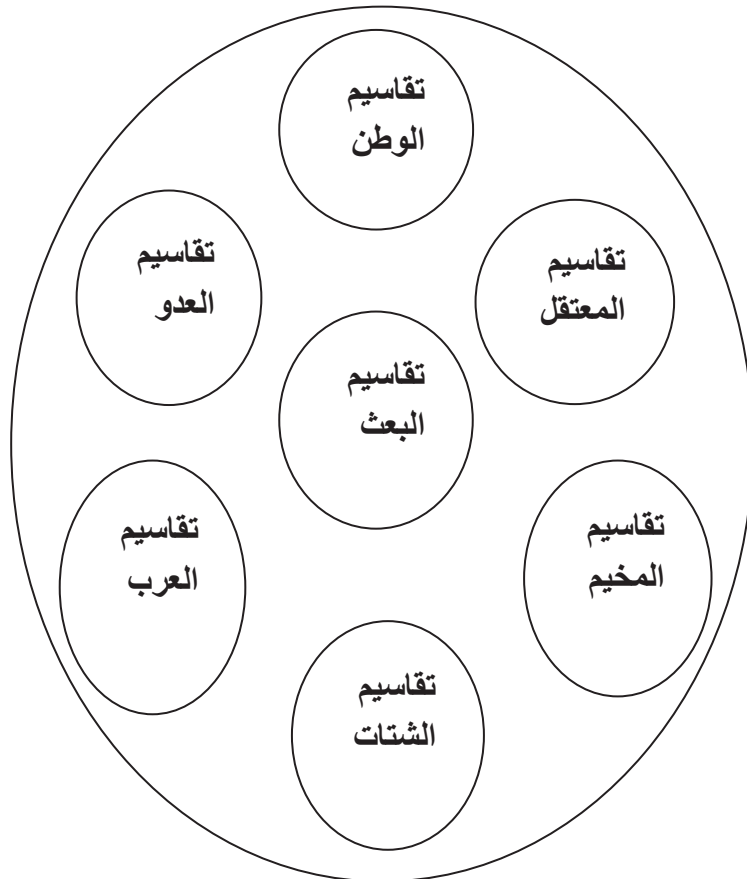 تقاسيم
الوطن
تقاسيم
المعتقل
تقاسيم
العدو
تقاسيم
البعث
تقاسيم
المخيم
تقاسيم
العرب
تقاسيم
الشتات